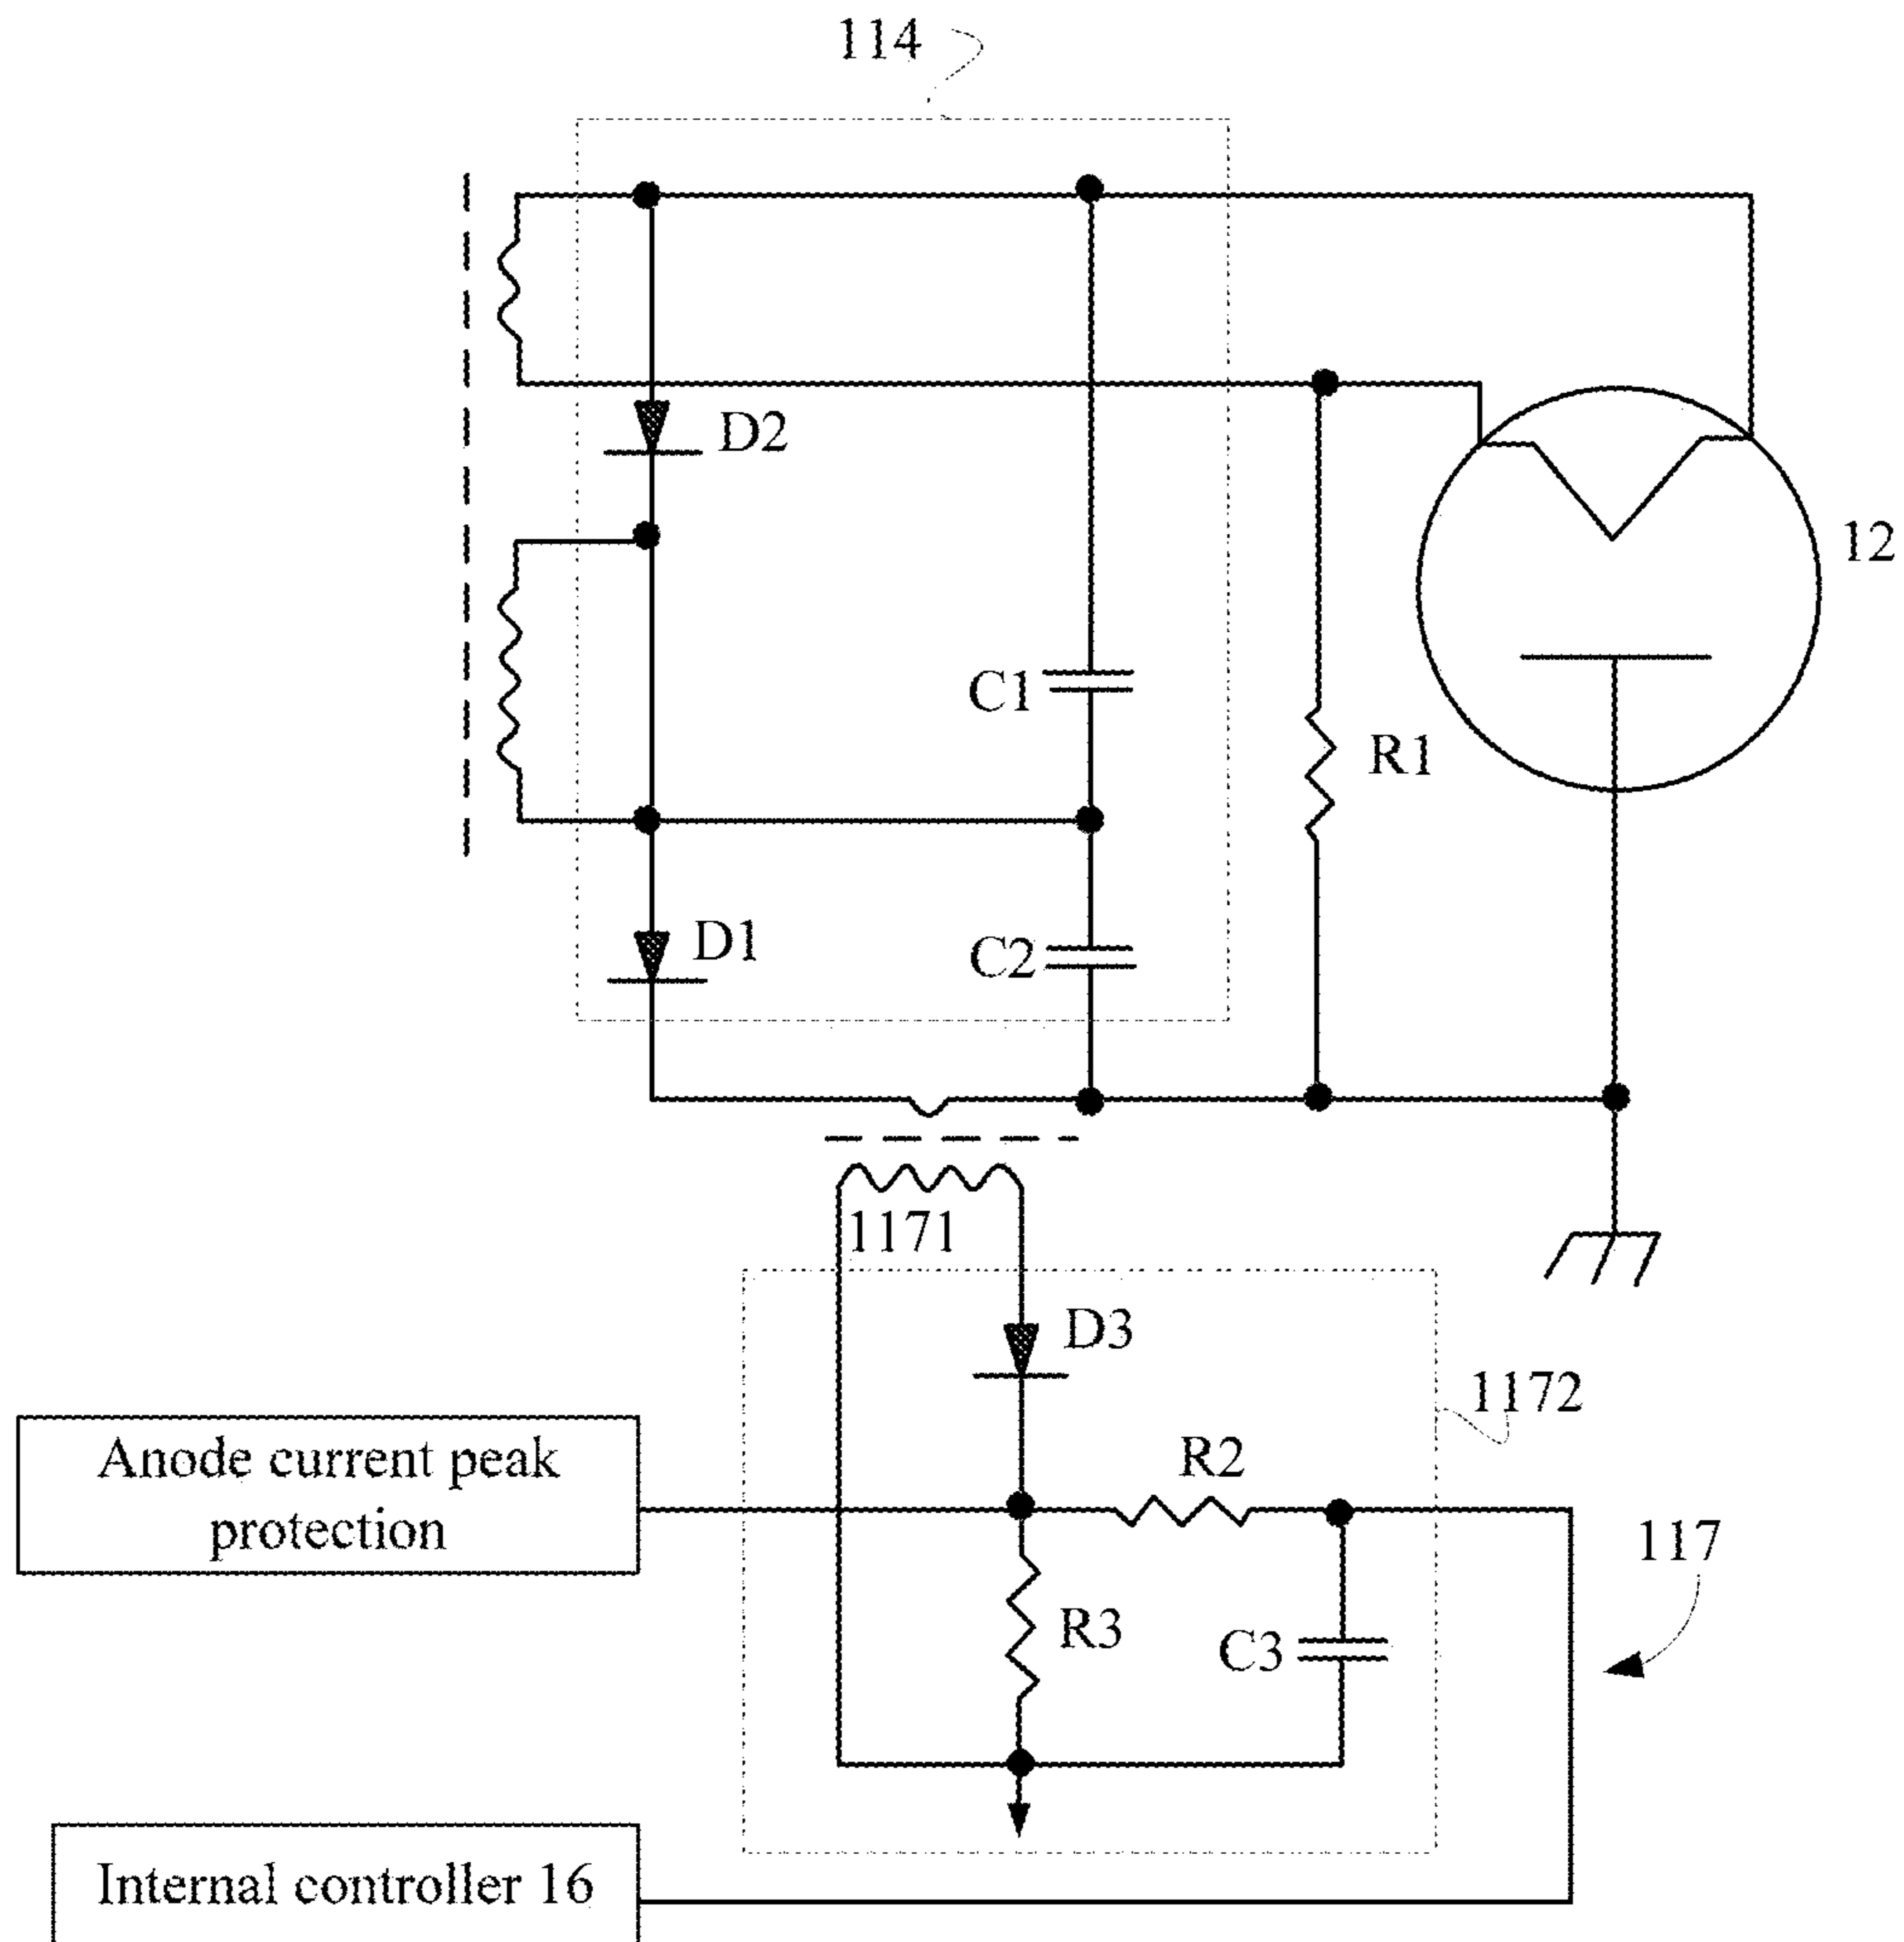 114
D2
12
C1
R1
D1
C2
1171
D3
1172
Anode current peak
protection
R2
117
R3
C3
Internal controller 16